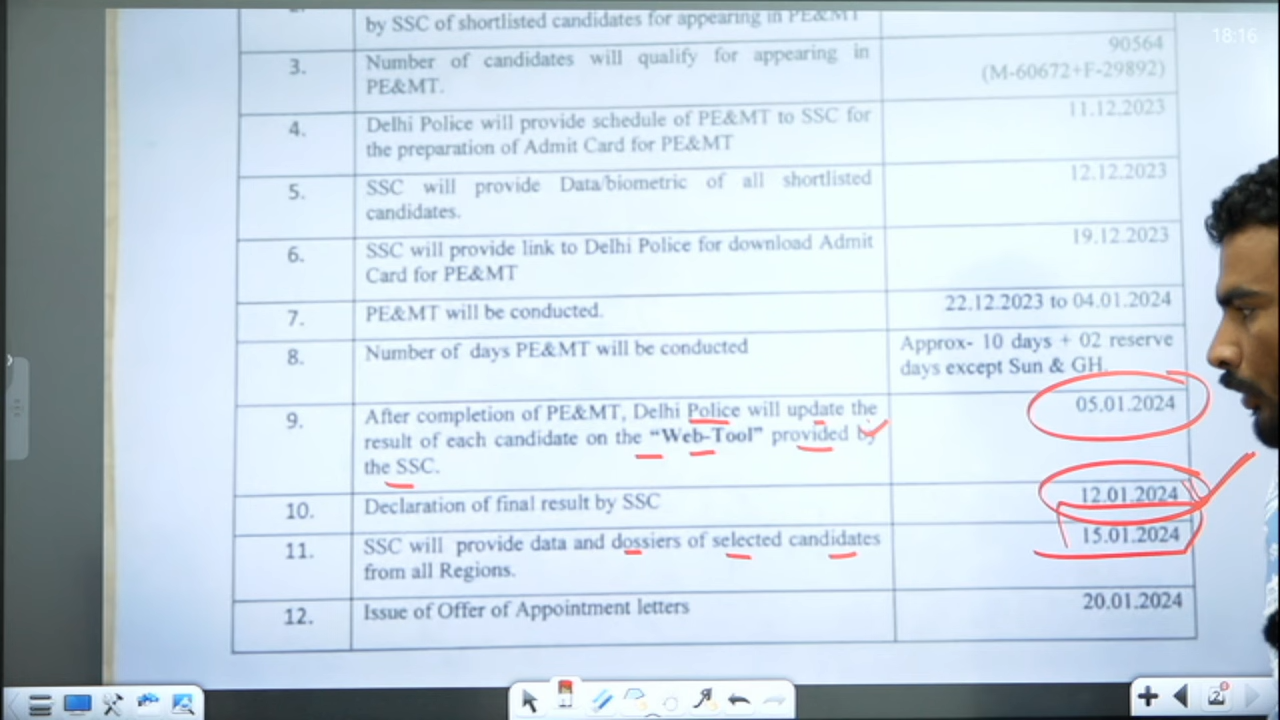 by SSC of shortlisted candidates for appearing in PE&MT
18:16
3. Number of candidates will qualify for appearing in
PE&MT.
90564
(M-60672+F-29892)
4. Delhi Police will provide schedule of PE&MT to SSC for
the preparation of Admit Card for PE&MT
11.12.2023
5. SSC will provide Data/biometric of all shortlisted
candidates.
12.12.2023
6. SSC will provide link to Delhi Police for download Admit
Card for PE&MT
19.12.2023
7. PE&MT will be conducted.
22.12.2023 to 04.01.2024
8. Number of days PE&MT will be conducted
Approx- 10 days + 02 reserve
days except Sun & GH.
9. After completion of PE&MT, Delhi Police will update the
result of each candidate on the “Web-Tool” provided by
the SSC.
05.01.2024
10. Declaration of final result by SSC
12.01.2024
11. SSC will provide data and dossiers of selected candidates
from all Regions.
15.01.2024
12. Issue of Offer of Appointment letters
20.01.2024
2